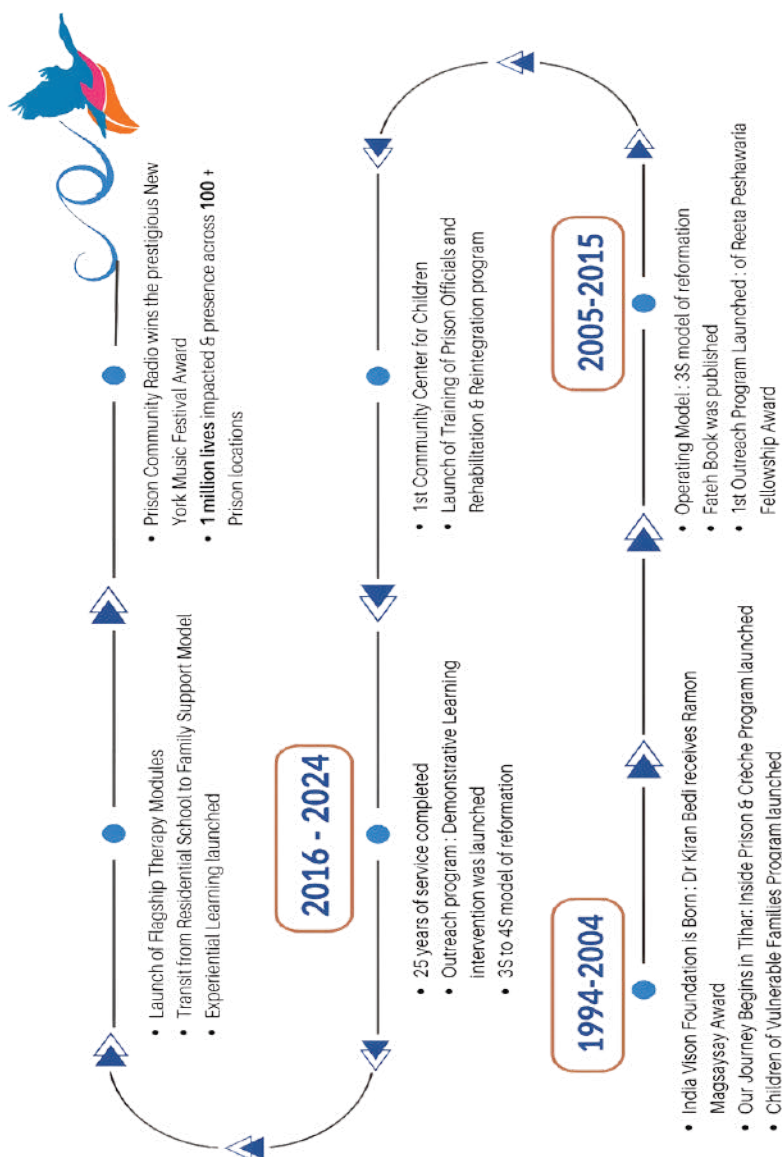 • Launch of Flagship Therapy Modules
• Transit from Residential School to Family Support Model
• Experiential Learning launched
• Prison Community Radio wins the prestigious New
York Music Festival Award
• 1 million lives impacted & presence across 100 +
Prison locations
2016 - 2024
• 25 years of service completed
• Outreach program : Demonstrative Learning
intervention was launched
• 3S to 4S model of reformation
• 1st Community Center for Children
• Launch of Training of Prison Officials and
Rehabilitation & Reintegration program
1994-2004
• India Vison Foundation is Born : Dr Kiran Bedi receives Ramon
Magsaysay Award
• Our Journey Begins in Tihar: Inside Prison & Creche Program launched
• Children of Vulnerable Families Program launched
2005-2015
• Operating Model : 3S model of reformation
• Fateh Book was published
• 1st Outreach Program Launched : of Reeta Peshawaria
Fellowship Award